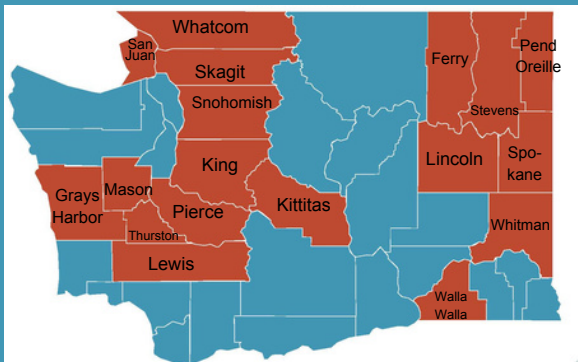 Whatcom
San
Juan
Skagit
Snohomish
King
Kittitas
Pierce
Mason
Grays
Harbor
Thurston
Lewis
Ferry
Stevens
Pend
Oreille
Lincoln
Spo-
kane
Whitman
Walla
Walla